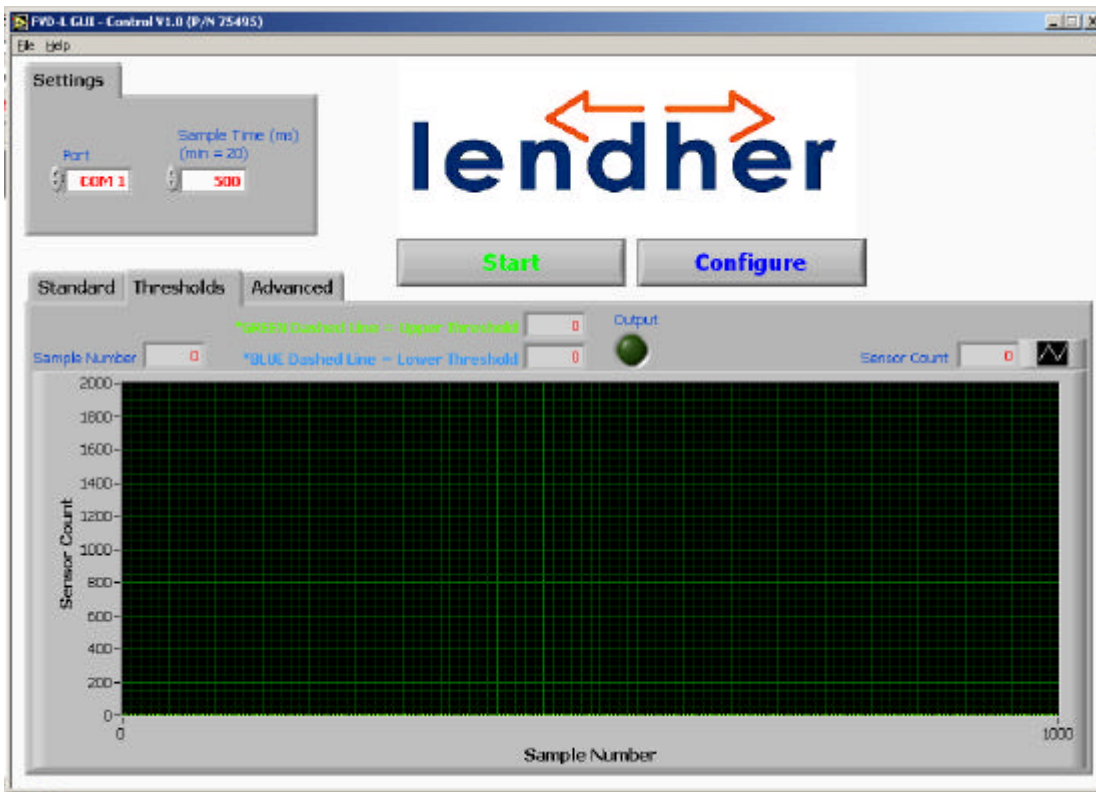 FVD-L GUI - Control V1.0 (P/N 75495)
File Help
Settings
Port
COM 1
Sample Time (ms)
(min = 20)
500
lendher
Start
Configure
Standard Thresholds Advanced
*GREEN Dashed Line - Upper Threshold 0
Output
Sample Number 0
*BLUE Dashed Line - Lower Threshold 0
Sensor Count 0
2000
1800
1600
1400
1200
1000
800
600
400
200
0
Sensor Count
0
1000
Sample Number